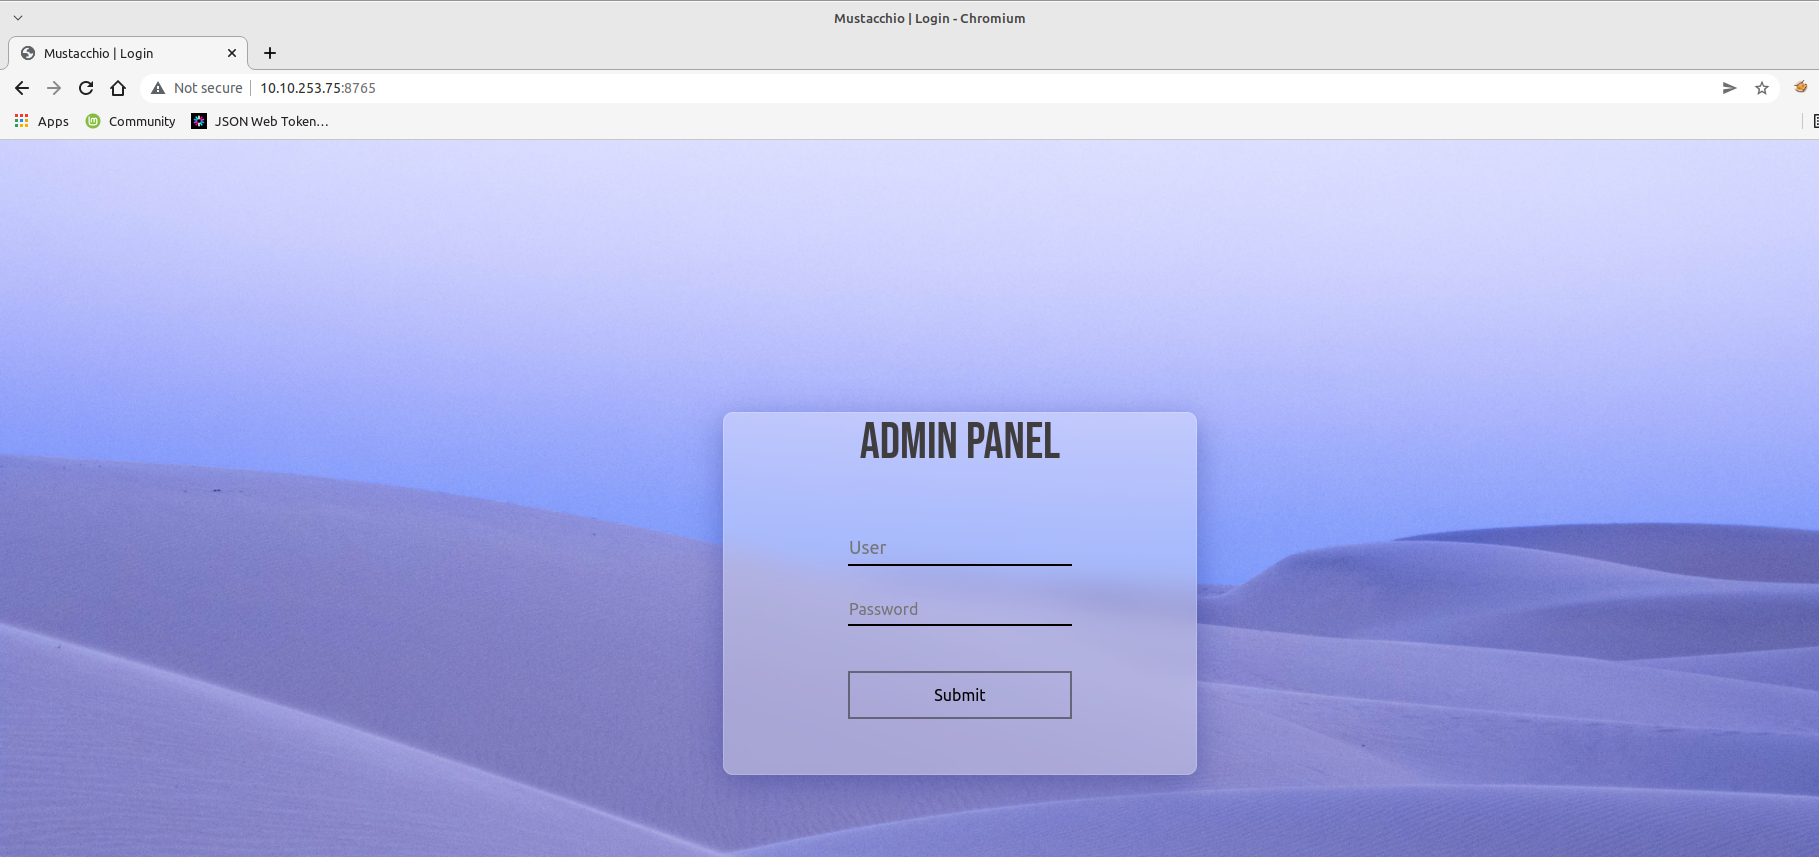 Mustacchio | Login - Chromium
Mustacchio | Login
Not secure 10.10.253.75:8765
Apps Community JSON Web Token...
ADMIN PANEL
User
Password
Submit